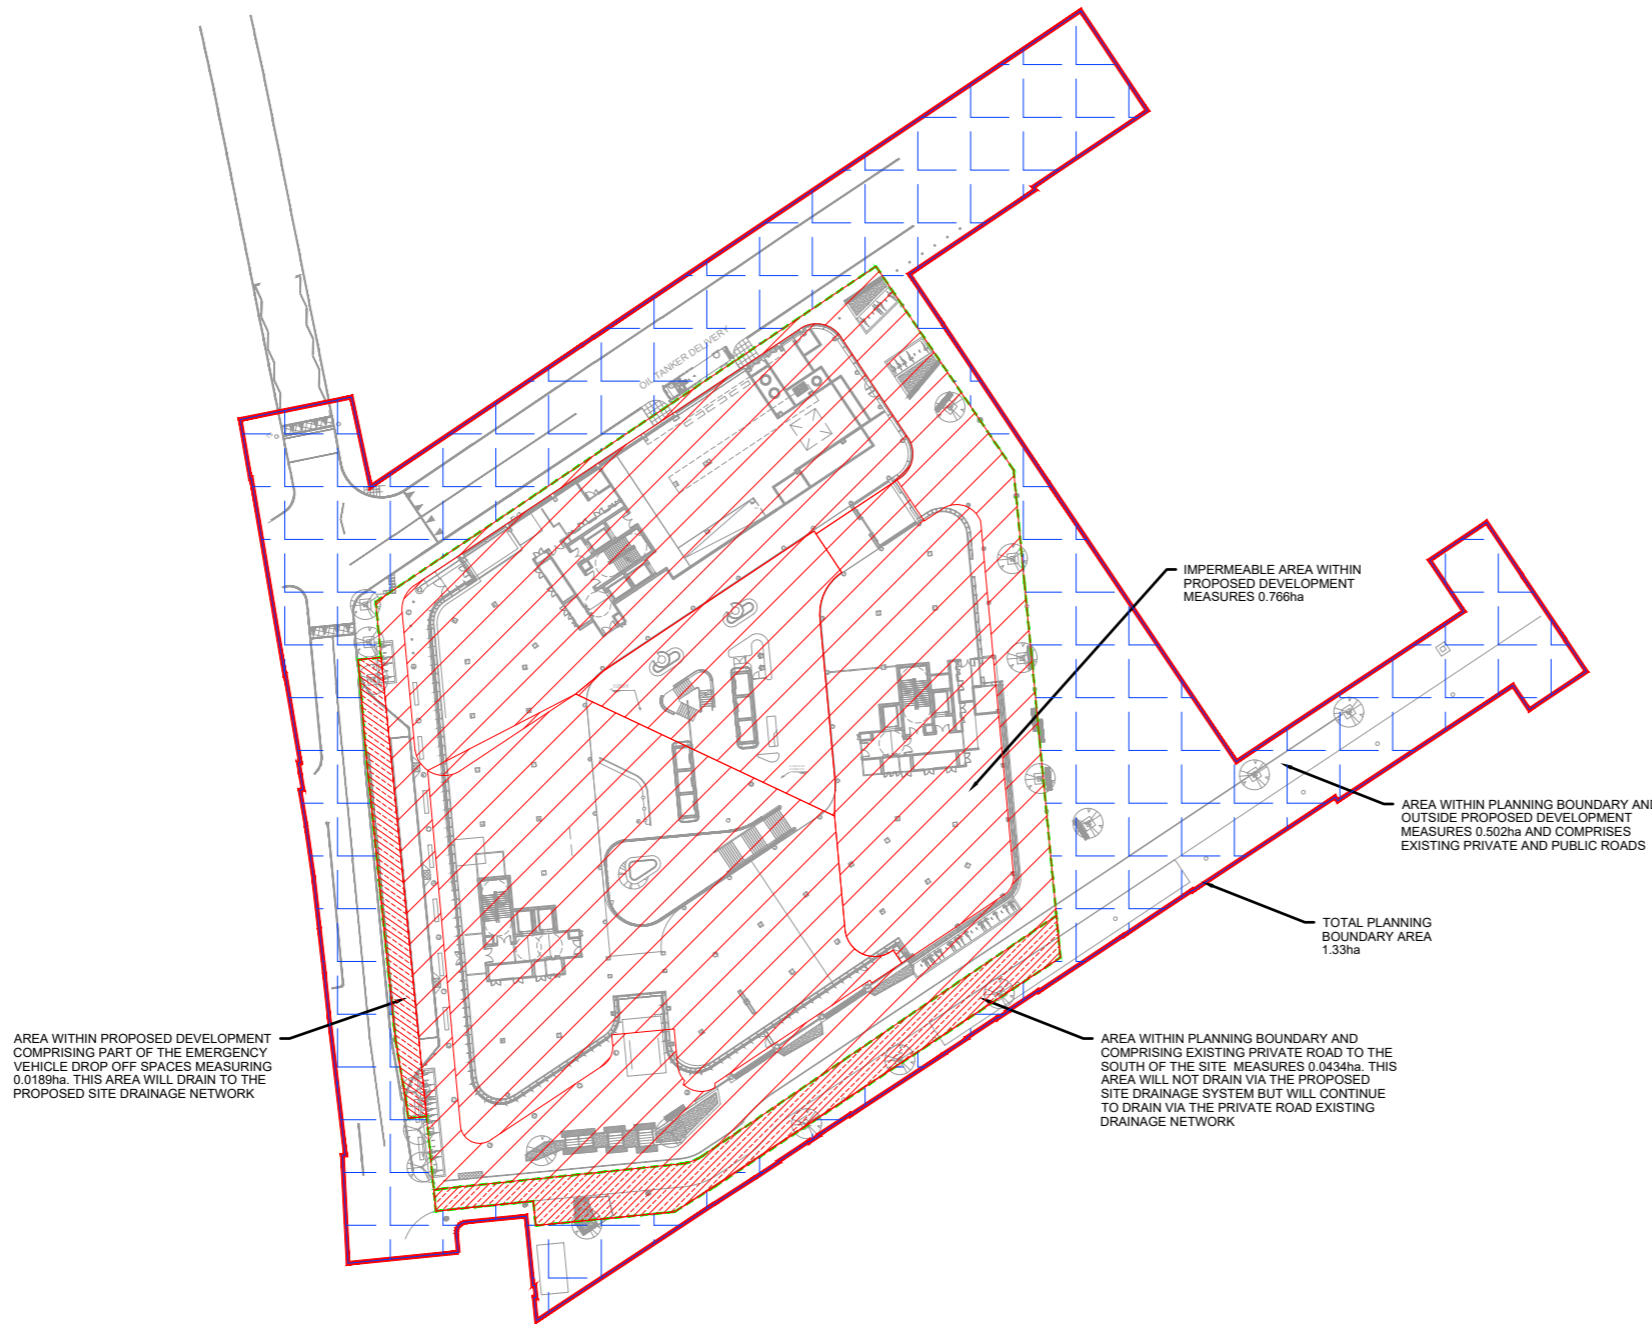 OIL TANKER DELIVERY
IMPERMEABLE AREA WITHIN
PROPOSED DEVELOPMENT
MEASURES 0.766ha
AREA WITHIN PLANNING BOUNDARY AND
OUTSIDE PROPOSED DEVELOPMENT
MEASURES 0.502ha AND COMPRISES
EXISTING PRIVATE AND PUBLIC ROADS
TOTAL PLANNING
BOUNDARY AREA
1.33ha
AREA WITHIN PROPOSED DEVELOPMENT
COMPRISING PART OF THE EMERGENCY
VEHICLE DROP OFF SPACES MEASURING
0.0189ha. THIS AREA WILL DRAIN TO THE
PROPOSED SITE DRAINAGE NETWORK
AREA WITHIN PLANNING BOUNDARY AND
COMPRISING EXISTING PRIVATE ROAD TO THE
SOUTH OF THE SITE MEASURES 0.0434ha. THIS
AREA WILL NOT DRAIN VIA THE PROPOSED
SITE DRAINAGE SYSTEM BUT WILL CONTINUE
TO DRAIN VIA THE PRIVATE ROAD EXISTING
DRAINAGE NETWORK